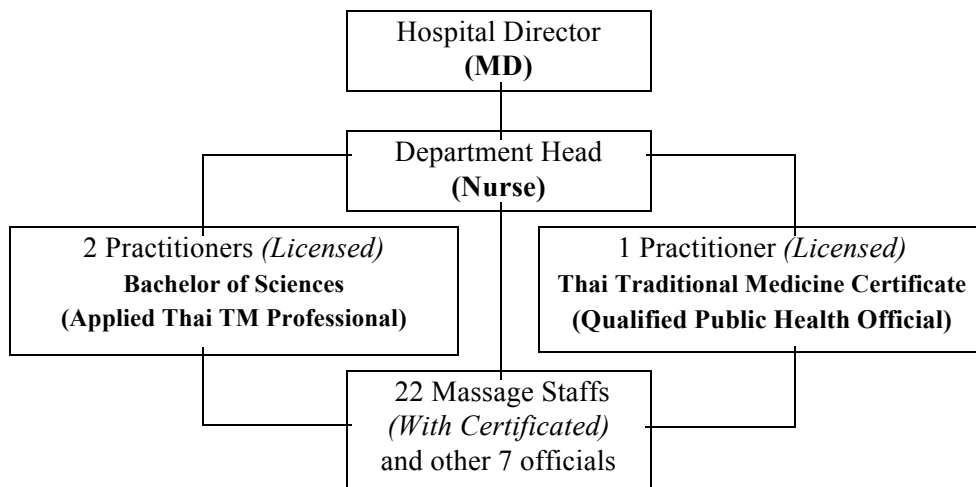 Hospital Director
(MD)
Department Head
(Nurse)
2 Practitioners (Licensed)
Bachelor of Sciences
(Applied Thai TM Professional)
1 Practitioner (Licensed)
Thai Traditional Medicine Certificate
(Qualified Public Health Official)
22 Massage Staffs
(With Certificated)
and other 7 officials